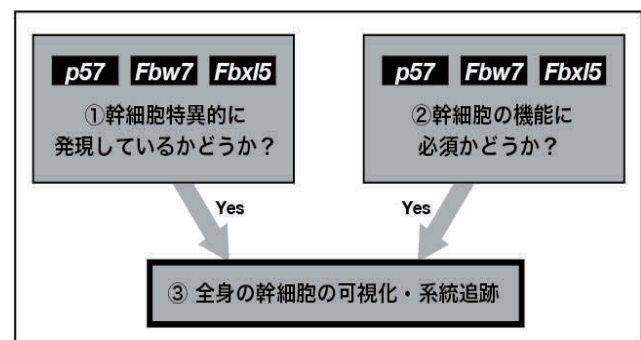 p57 Fbw7 Fbxl5
①幹細胞特異的に
発現しているかどうか？
p57 Fbw7 Fbxl5
②幹細胞の機能に
必須かどうか？
Yes
Yes
③ 全身の幹細胞の可視化・系統追跡